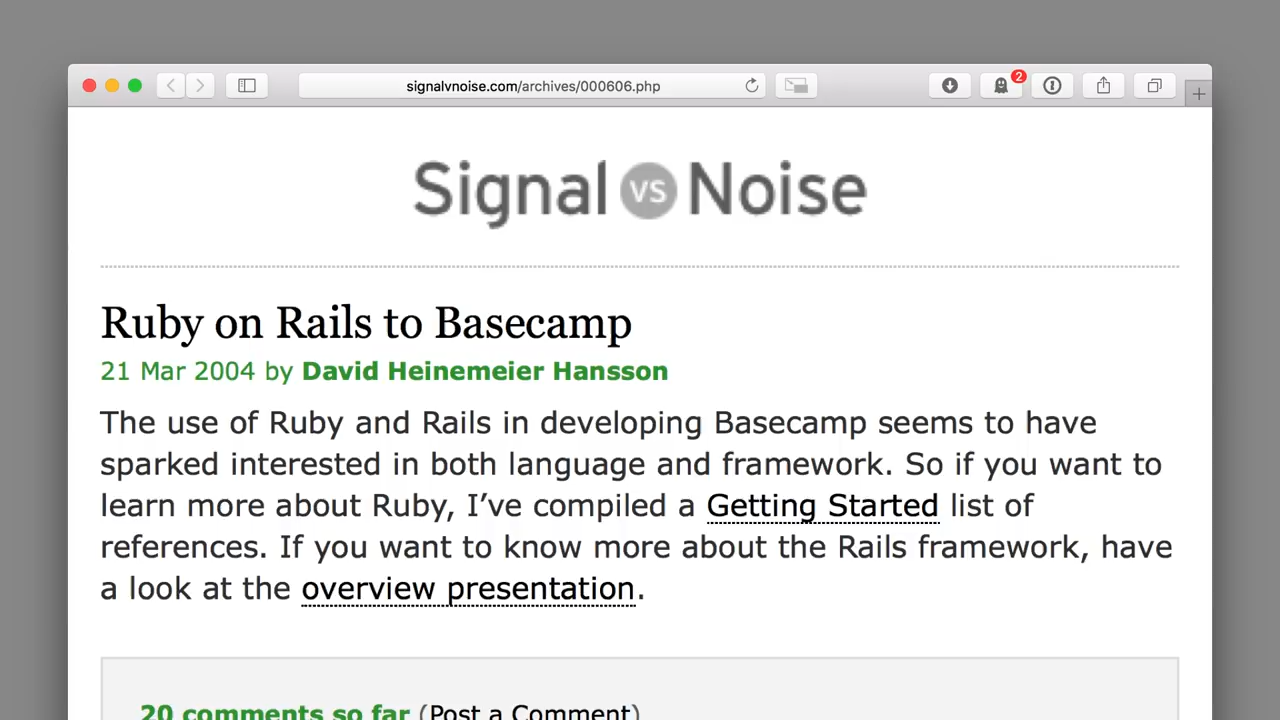 signalvnoise.com/archives/000606.php
2
Signal vs Noise
Ruby on Rails to Basecamp
21 Mar 2004 by David Heinemeier Hansson
The use of Ruby and Rails in developing Basecamp seems to have
sparked interested in both language and framework. So if you want to
learn more about Ruby, I’ve compiled a Getting Started list of
references. If you want to know more about the Rails framework, have
a look at the overview presentation.
20 comments so far (Post a Comment)